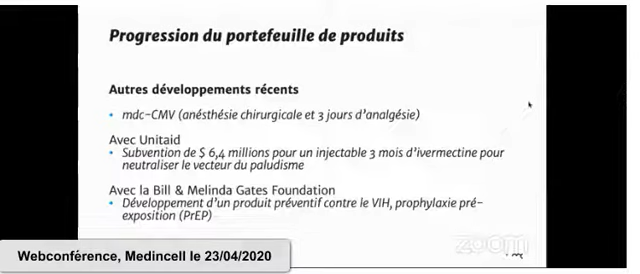 Progression du portefeuille de produits
Autres développements récents
• mdc-CMV (anésthésie chirurgicale et 3 jours d'analgésie)
Avec Unitaid
• Subvention de $ 6,4 millions pour un injectable 3 mois d'ivermectine pour
neutraliser le vecteur du paludisme
Avec la Bill & Melinda Gates Foundation
• Développement d'un produit préventif contre le VIH, prophylaxie pré-
exposition (PrEP)
zoom
Webconférence, Medincell le 23/04/2020